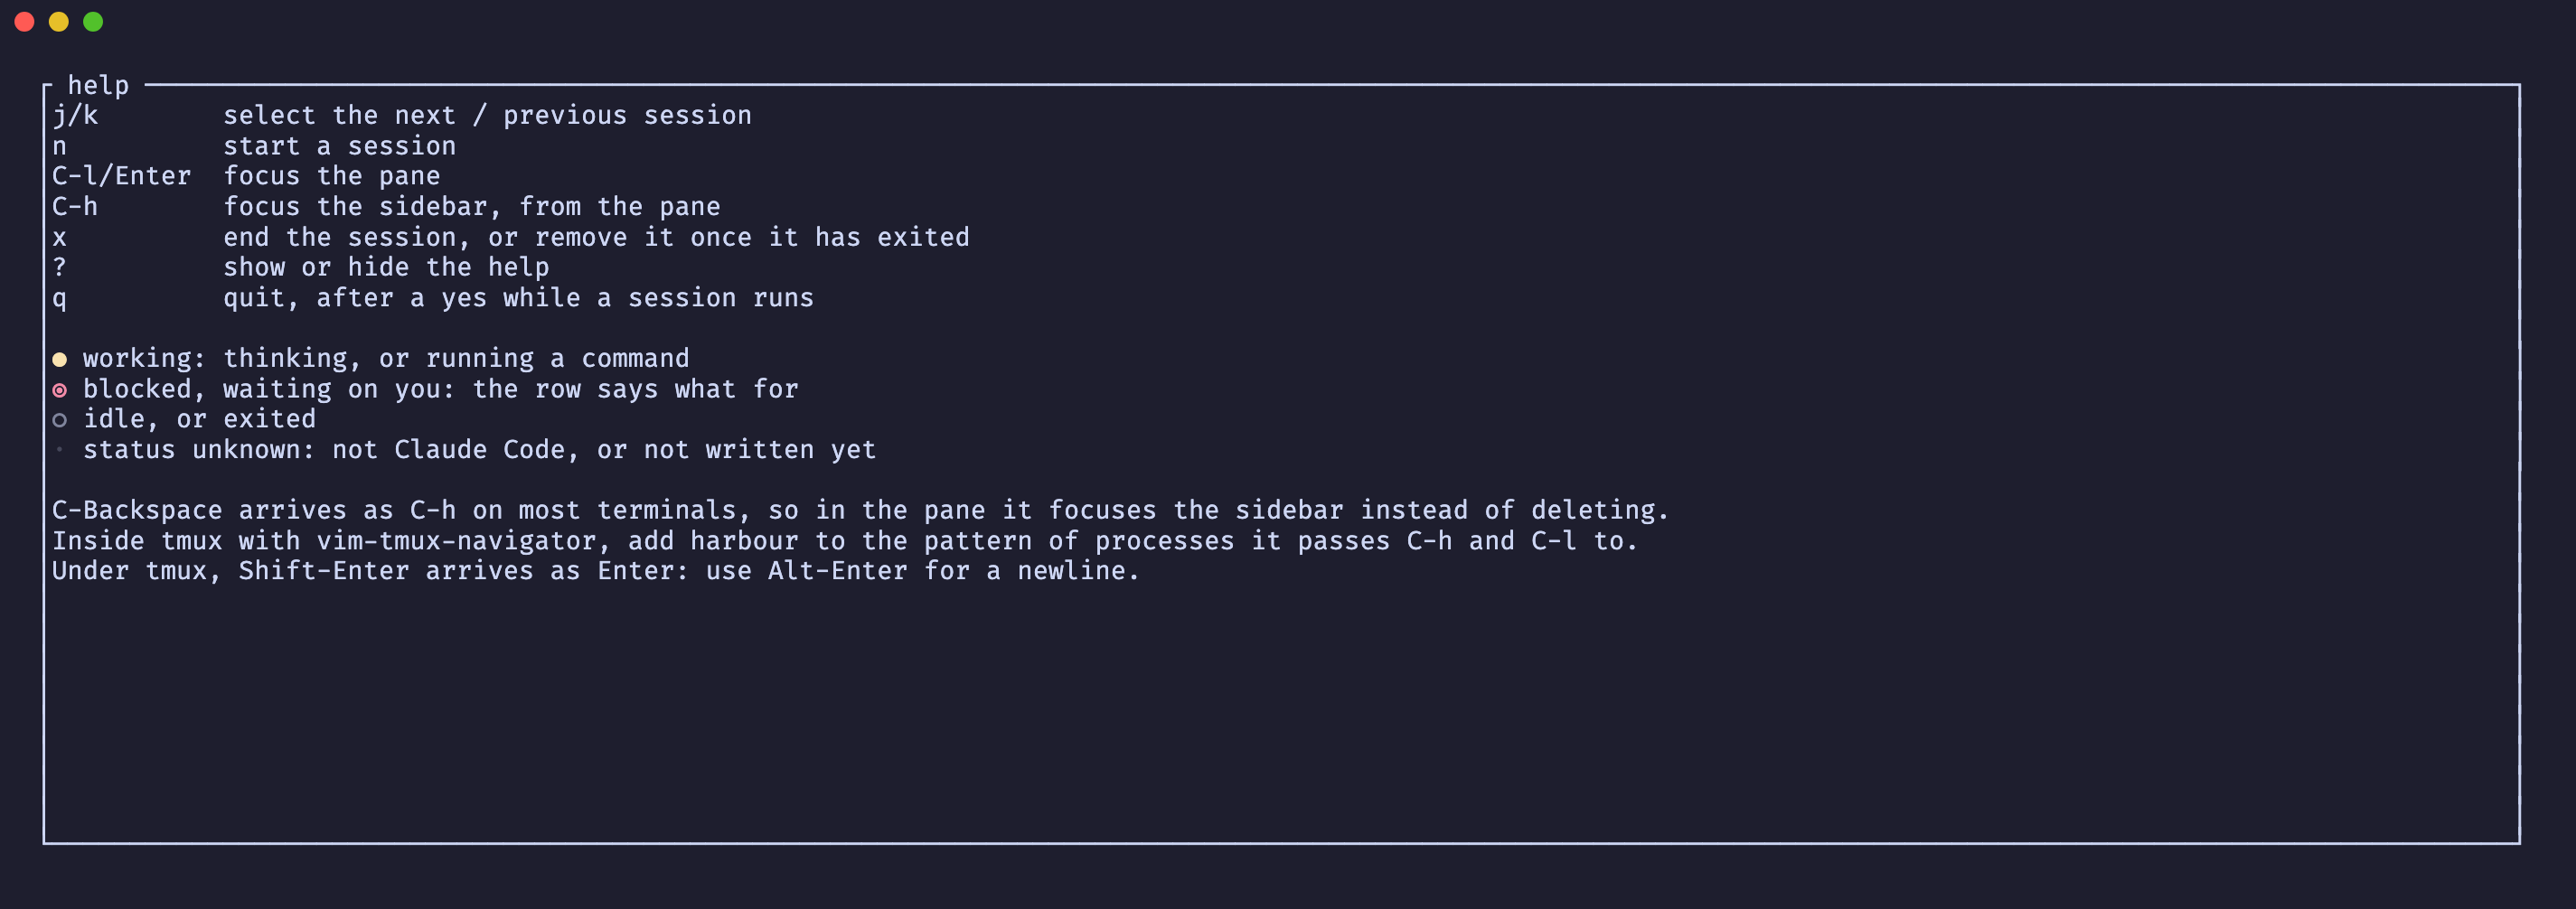 help
j/k        select the next / previous session
n          start a session
C-l/Enter  focus the pane
C-h        focus the sidebar, from the pane
x          end the session, or remove it once it has exited
?          show or hide the help
q          quit, after a yes while a session runs
● working: thinking, or running a command
◉ blocked, waiting on you: the row says what for
○ idle, or exited
· status unknown: not Claude Code, or not written yet
C-Backspace arrives as C-h on most terminals, so in the pane it focuses the sidebar instead of deleting.
Inside tmux with vim-tmux-navigator, add harbour to the pattern of processes it passes C-h and C-l to.
Under tmux, Shift-Enter arrives as Enter: use Alt-Enter for a newline.